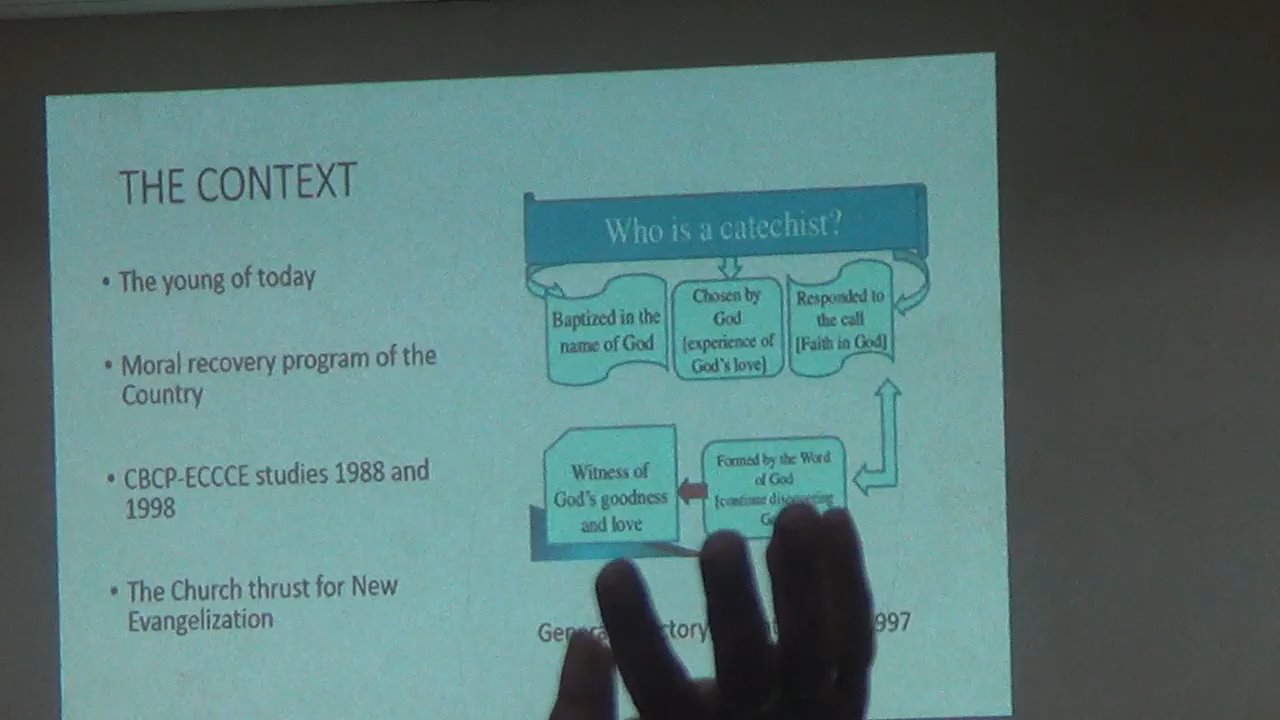 THE CONTEXT
• The young of today
• Moral recovery program of the
Country
• CBCP-ECCCE studies 1988 and
1998
• The Church thrust for New
Evangelization
Who is a catechist?
Baptized in the
name of God
Chosen by
God
[experience of
God's love]
Responded to
the call
[Faith in God]
Witness of
God's goodness
and love
Formed by the Word
of God
[continue discovering